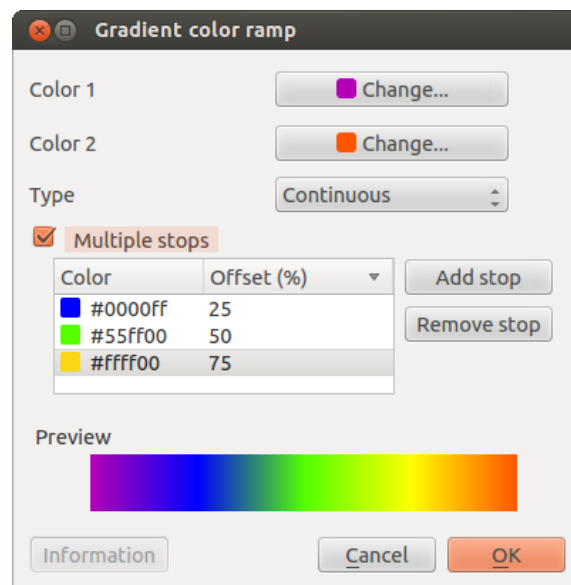 Gradient color ramp
Color 1 Change...
Color 2 Change...
Type Continuous
Multiple stops
Color Offset (%) Add stop
#0000ff 25
Remove stop
#55ff00 50
#ffff00 75
Preview
Information Cancel OK